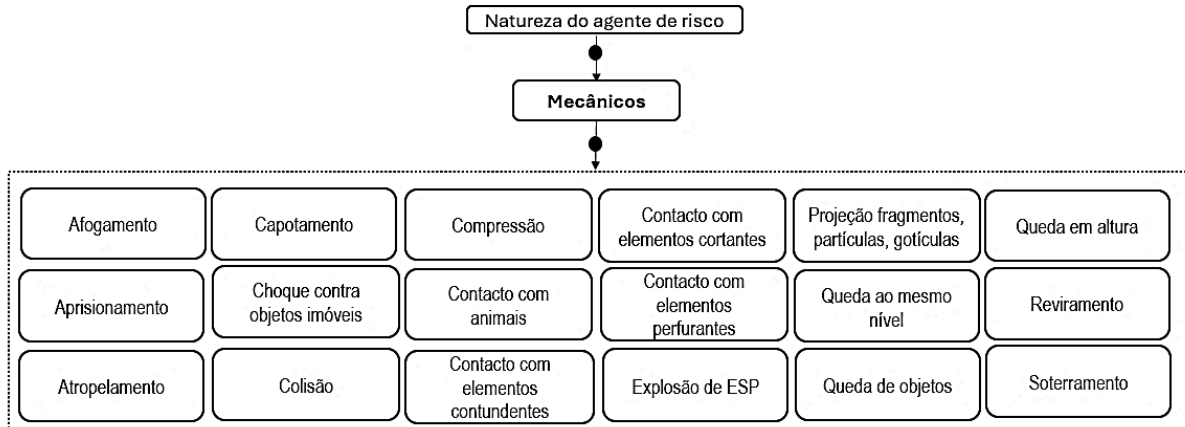 Natureza do agente de risco
Mecânicos
Afogamento
Capotamento
Compressão
Contacto com
elementos cortantes
Projeção fragmentos,
partículas, gotículas
Queda em altura
Aprisionamento
Choque contra
objetos imóveis
Contacto com
animais
Contacto com
elementos
perfurantes
Queda ao mesmo
nível
Reviramento
Atropelamento
Colisão
Contacto com
elementos
contundentes
Explosão de ESP
Queda de objetos
Soterramento